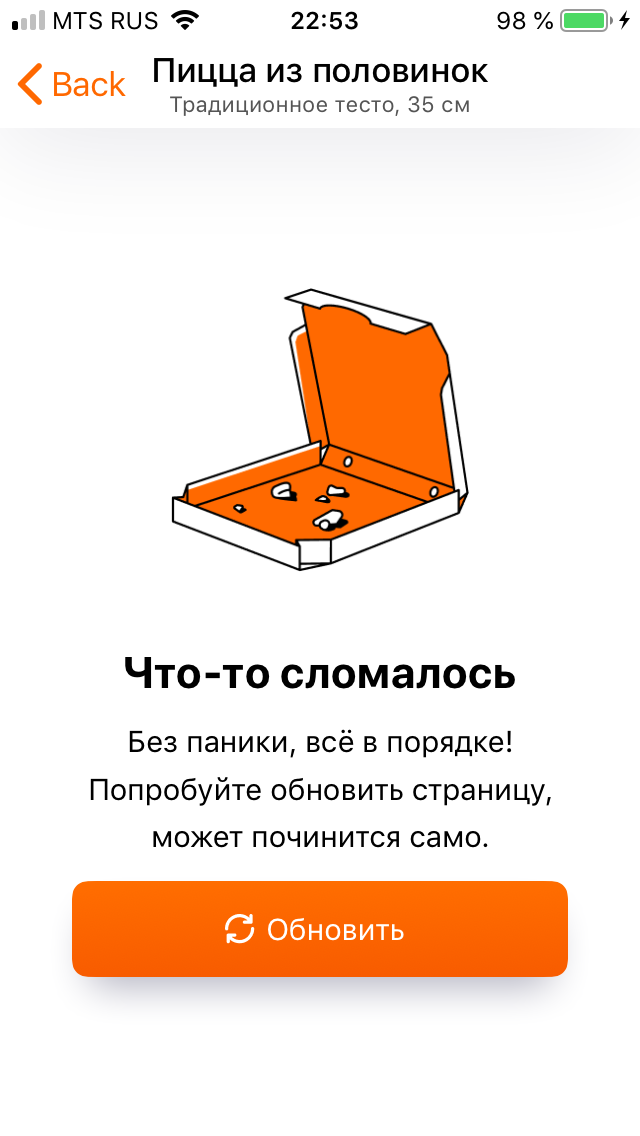 MTS RUS 22:53 98 %
Back
Пицца из половинок
Традиционное тесто, 35 см
Что-то сломалось
Без паники, всё в порядке!
Попробуйте обновить страницу,
может починится само.
Обновить